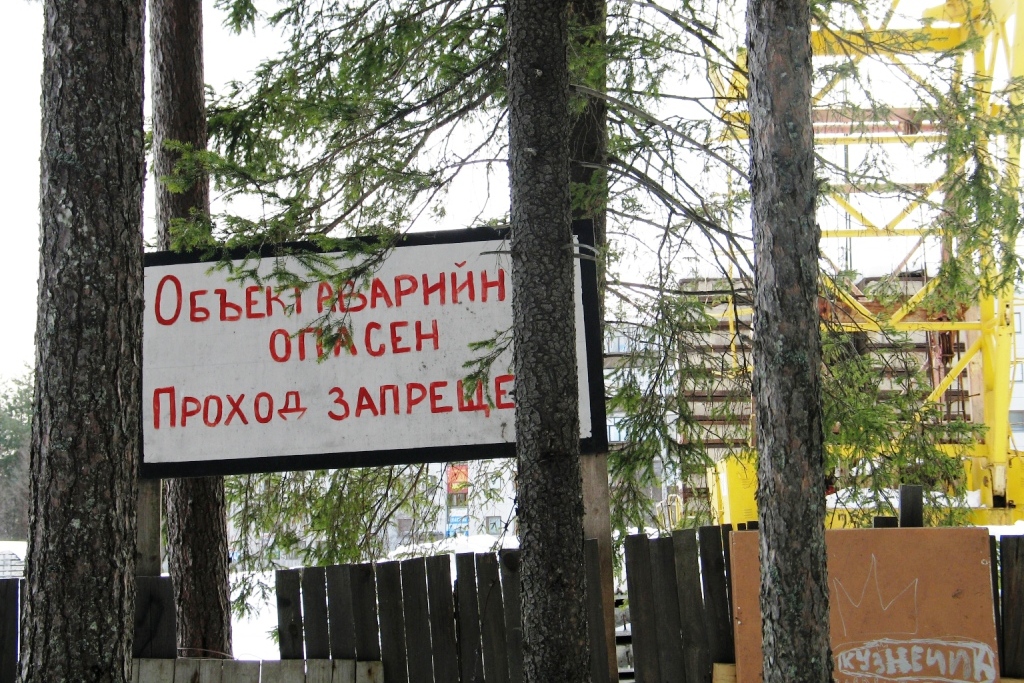 Объект аварийн
опасен
Проход запреще
кузнечик